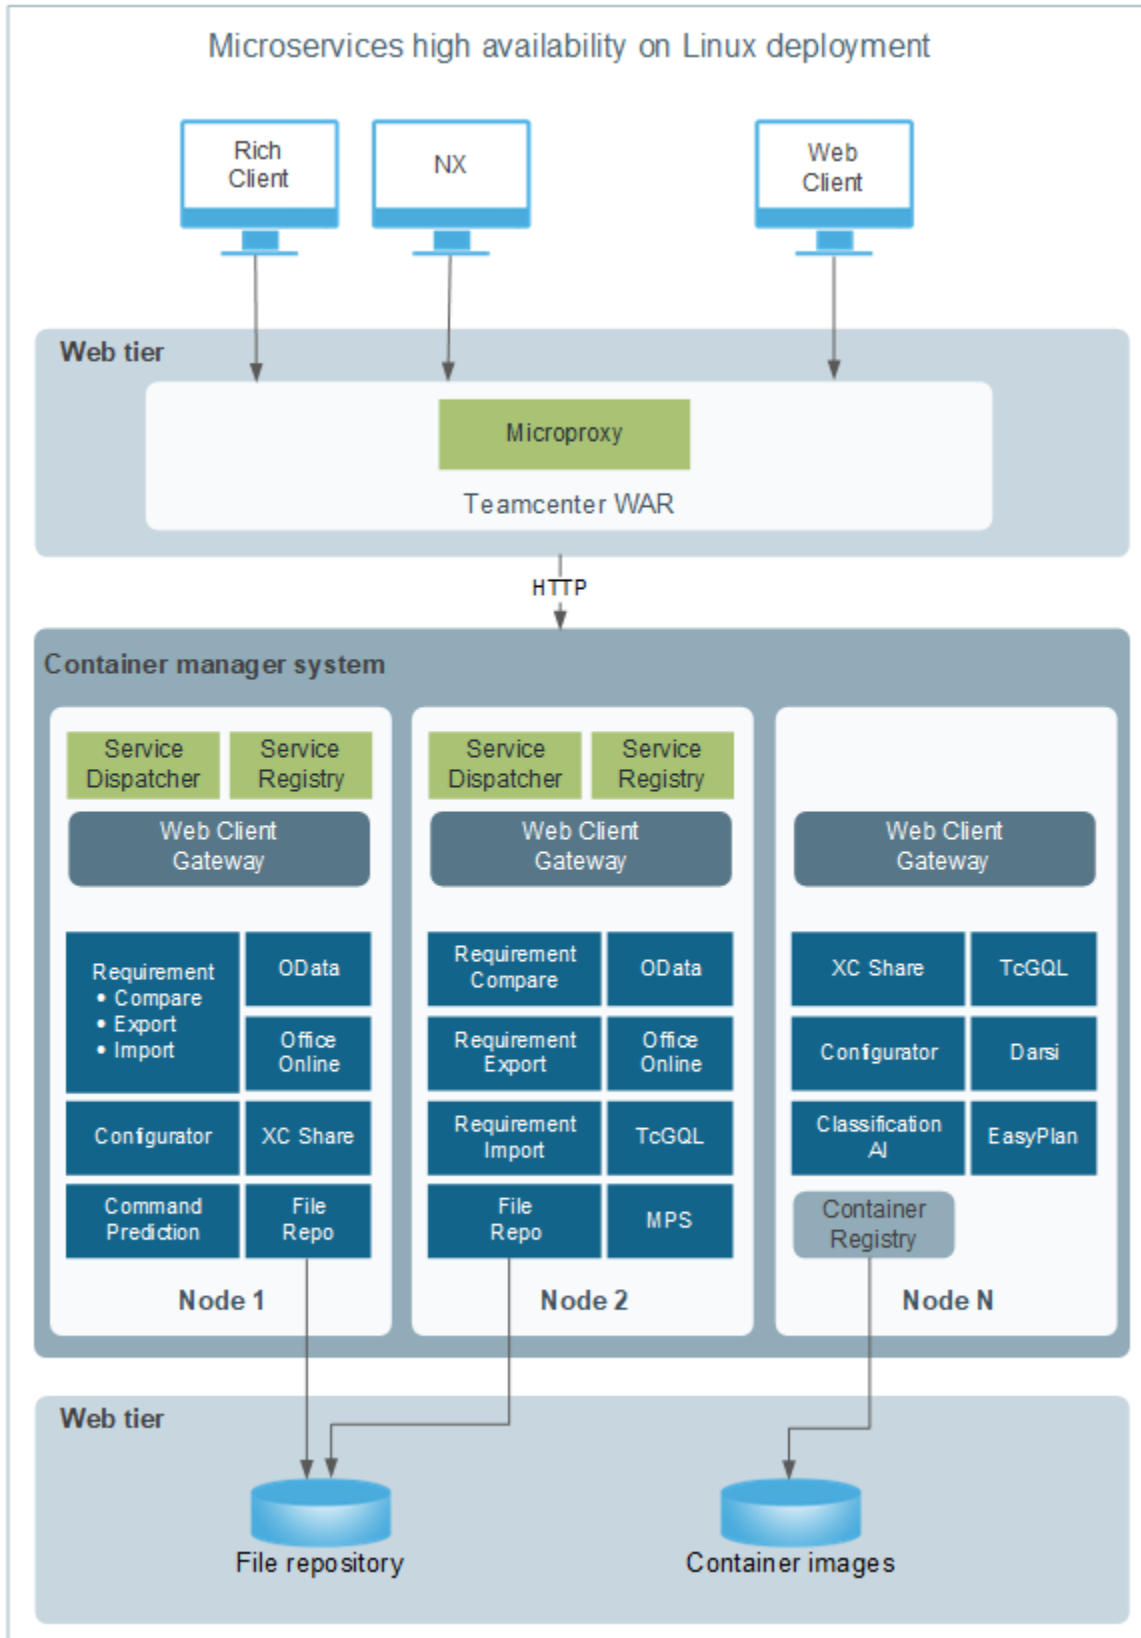 Microservices high availability on Linux deployment
Rich
Client
NX
Web
Client
Web tier
Microproxy
Teamcenter WAR
HTTP
Container manager system
Service
Dispatcher
Service
Registry
Web Client
Gateway
Requirement
• Compare
• Export
• Import
OData
Office
Online
Configurator
XC Share
Command
Prediction
File
Repo
Node 1
Service
Dispatcher
Service
Registry
Web Client
Gateway
Requirement
Compare
OData
Requirement
Export
Office
Online
Requirement
Import
TcGQL
File
Repo
MPS
Node 2
Web Client
Gateway
XC Share
TcGQL
Configurator
Darsi
Classification
AI
EasyPlan
Container
Registry
Node N
Web tier
File repository
Container images